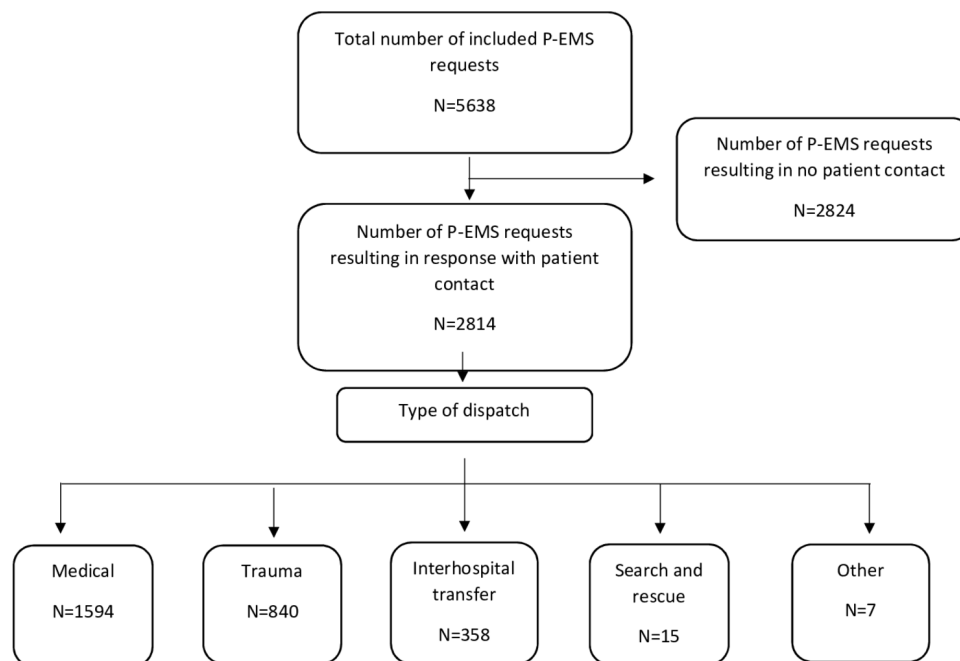 Total number of included P-EMS
requests
N=5638
Number of P-EMS requests
resulting in no patient contact
N=2824
Number of P-EMS requests
resulting in response with patient
contact
N=2814
Type of dispatch
Medical
N=1594
Trauma
N=840
Interhospital
transfer
N=358
Search and
rescue
N=15
Other
N=7